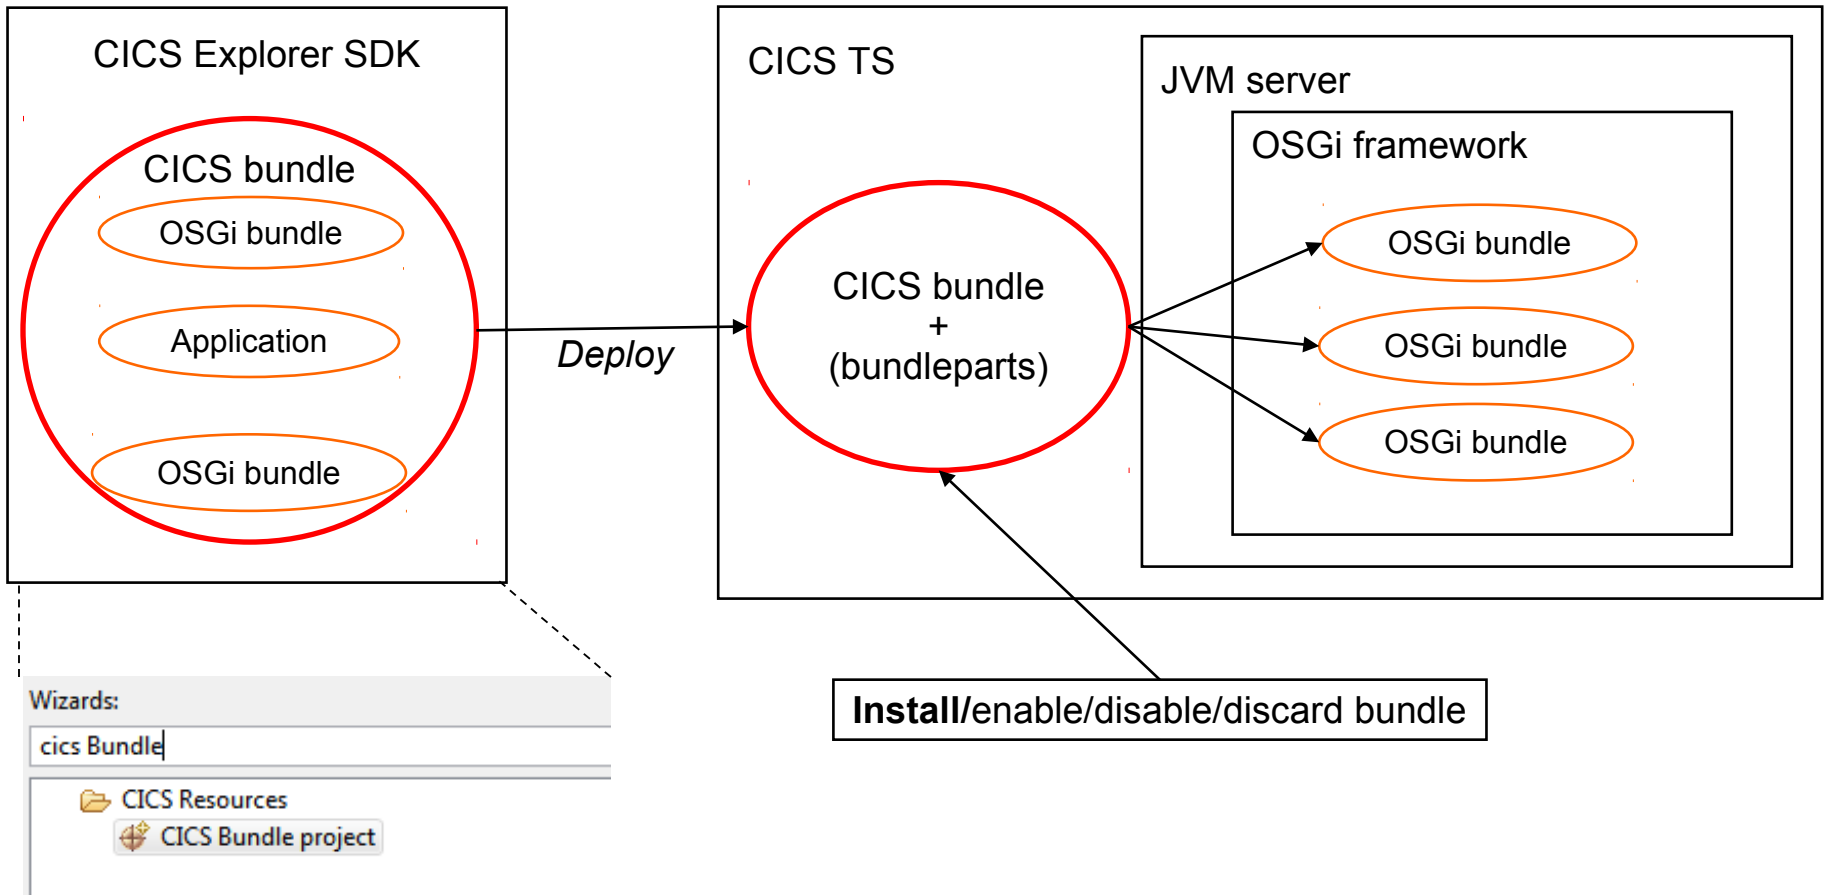 CICS Explorer SDK
CICS bundle
OSGi bundle
Application
OSGi bundle
Deploy
CICS TS
CICS bundle
+
(bundleparts)
JVM server
OSGi framework
OSGi bundle
OSGi bundle
OSGi bundle
Install/enable/disable/discard bundle
Wizards:
cics Bundle
CICS Resources
CICS Bundle project